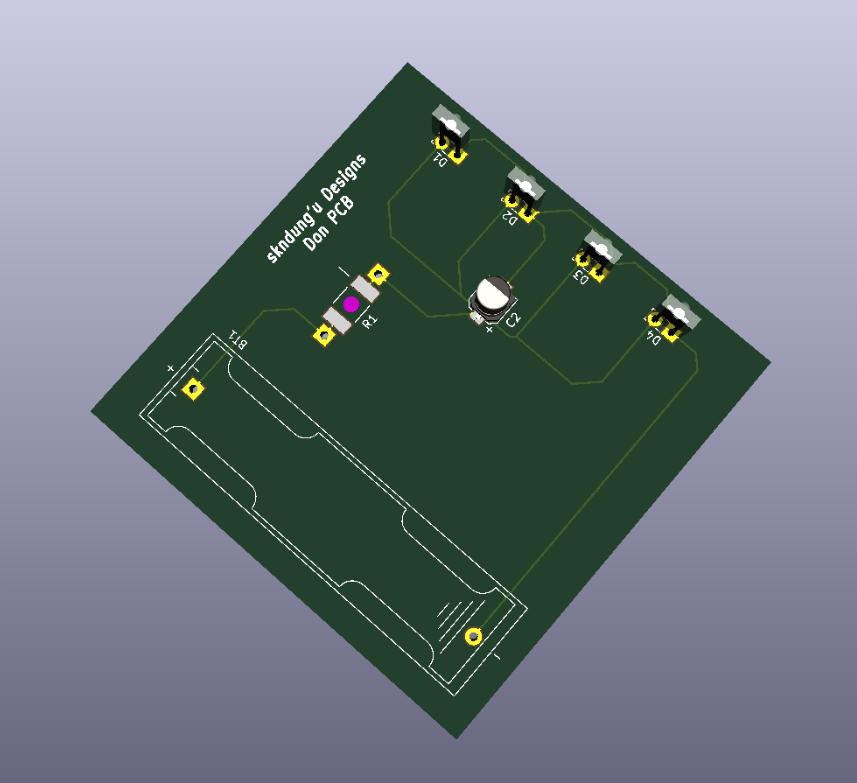 D1
D2
skndung'u Designs
Don PCB
D3
C2
+
R1
D4
BT1
+
-